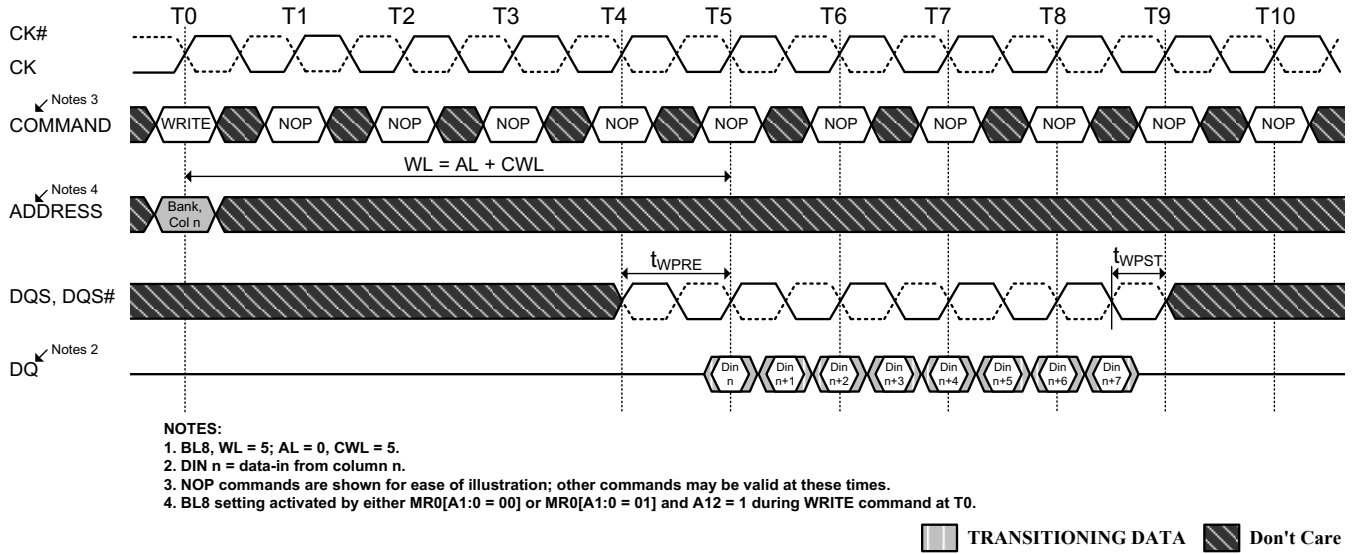 T0 T1 T2 T3 T4 T5 T6 T7 T8 T9 T10
CK#
CK
Notes 3
COMMAND
WRITE NOP NOP NOP NOP NOP NOP NOP NOP NOP NOP
WL = AL + CWL
Notes 4
ADDRESS
Bank,
Col n
tWPRE tWPST
DQS, DQS#
Notes 2
DQ
Din Din Din Din Din Din Din Din
n n+1 n+2 n+3 n+4 n+5 n+6 n+7
NOTES:
1. BL8, WL = 5; AL = 0, CWL = 5.
2. DIN n = data-in from column n.
3. NOP commands are shown for ease of illustration; other commands may be valid at these times.
4. BL8 setting activated by either MR0[A1:0 = 00] or MR0[A1:0 = 01] and A12 = 1 during WRITE command at T0.
TRANSITIONING DATA Don't Care